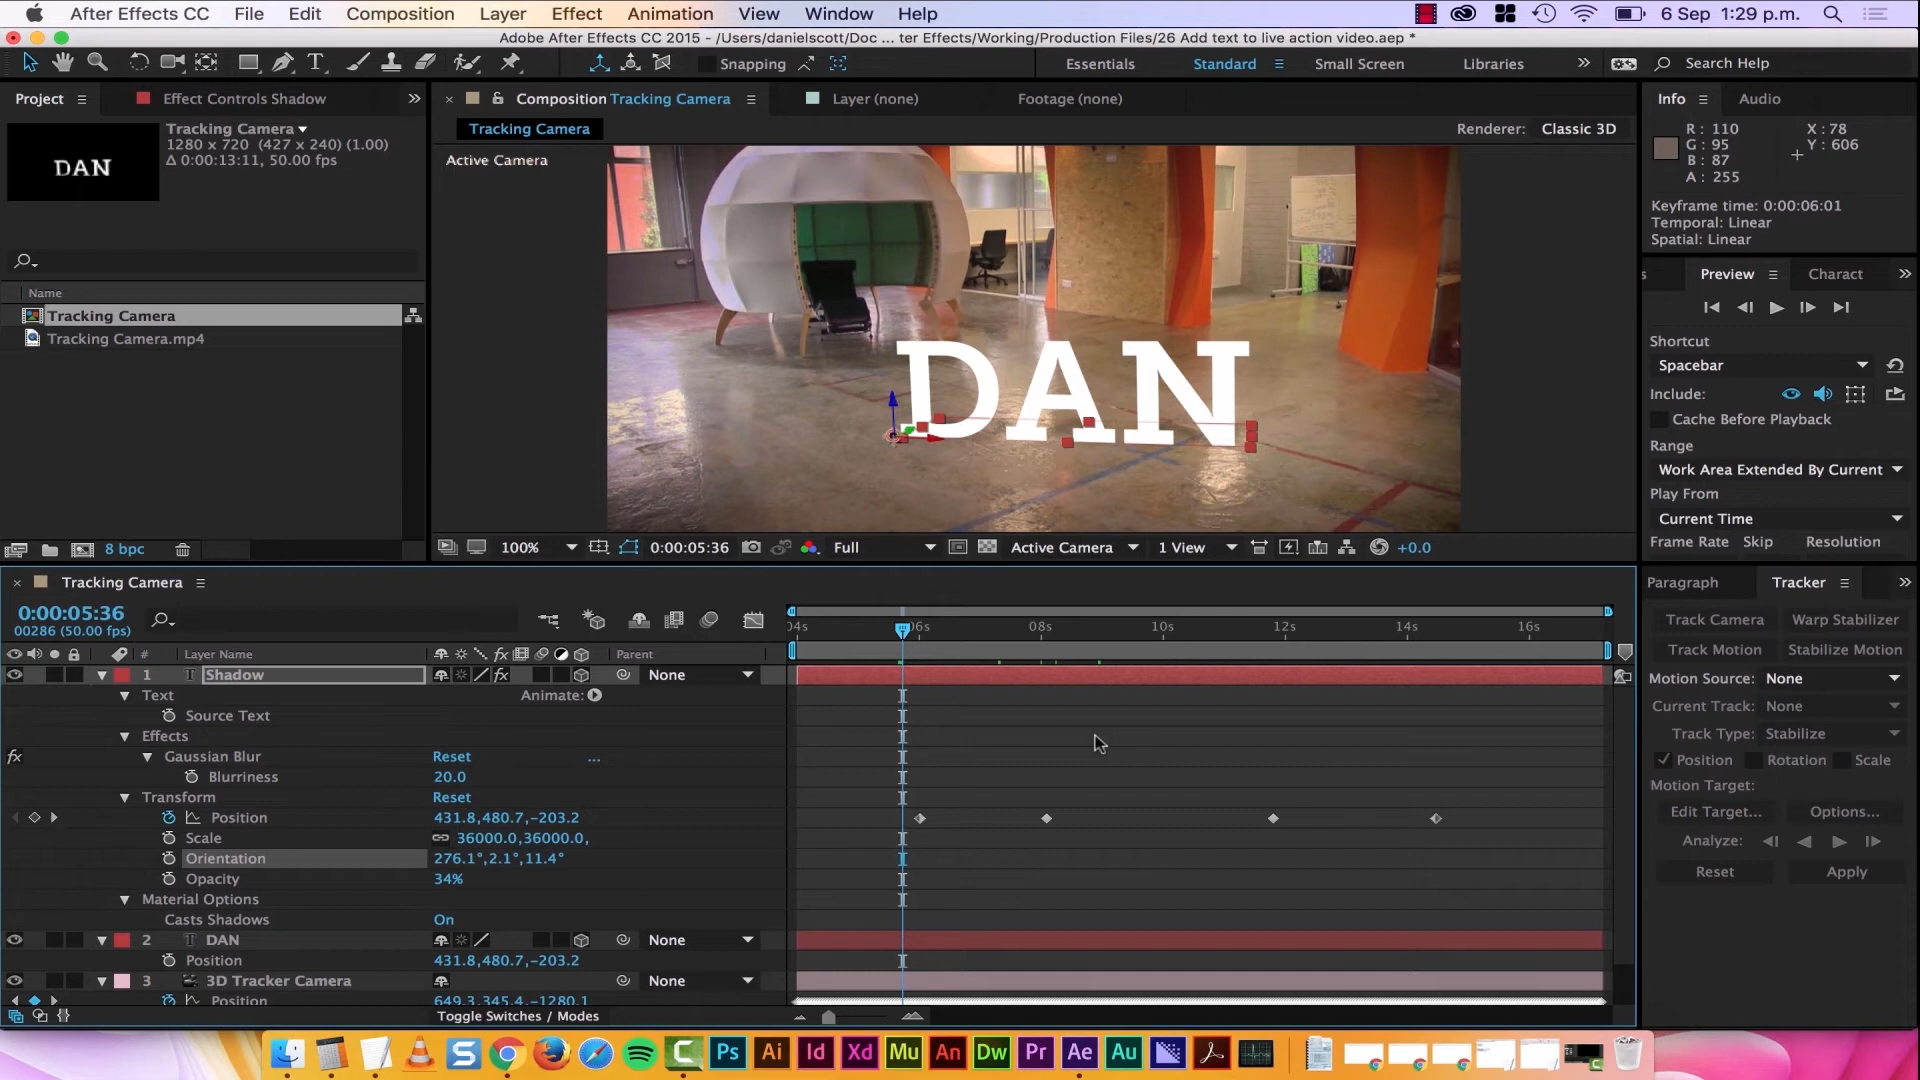 After Effects CC File Edit Composition Layer Effect Animation View Window Help 6 Sep 1:29 p.m.
Adobe After Effects CC 2015 - /Users/danielscott/Doc ... ter Effects/Working/Production Files/26 Add text to live action video.aep *
Snapping Essentials Standard Small Screen Libraries Search Help
Project Effect Controls Shadow Composition Tracking Camera Layer (none) Footage (none) Info Audio
Tracking Camera
1280 x 720 (427 x 240) (1.00)
Δ 0:00:13:11, 50.00 fps
DAN
Tracking Camera Renderer: Classic 3D
Active Camera
DAN
R: 110 X: 78
G: 95 Y: 606
B: 87
A: 255
Keyframe time: 0:00:06:01
Temporal: Linear
Spatial: Linear
Name
Tracking Camera
Tracking Camera.mp4
8 bpc
s Preview Charact
Shortcut
Spacebar
Include:
Cache Before Playback
Range
Work Area Extended By Current
Play From
Current Time
Frame Rate Skip Resolution
100% 0:00:05:36 Full Active Camera 1 View +0.0
Tracking Camera
0:00:05:36
00286 (50.00 fps)
04s 06s 08s 10s 12s 14s 16s
# Layer Name Parent
1 Shadow None
Text Animate:
Source Text
Effects
Gaussian Blur Reset ...
Blurriness 20.0
Transform Reset
Position 431.8,480.7,-203.2
Scale 36000.0,36000.0,
Orientation 276.1°,2.1°,11.4°
Opacity 34%
Material Options
Casts Shadows On
2 DAN None
Position 431.8,480.7,-203.2
3 3D Tracker Camera None
Position 649.3,345.4,-1280.1
Toggle Switches / Modes
Paragraph Tracker
Track Camera Warp Stabilizer
Track Motion Stabilize Motion
Motion Source: None
Current Track: None
Track Type: Stabilize
Position Rotation Scale
Motion Target:
Edit Target... Options...
Analyze:
Reset Apply
Ps Ai Id Xd Mu An Dw Pr Ae Au